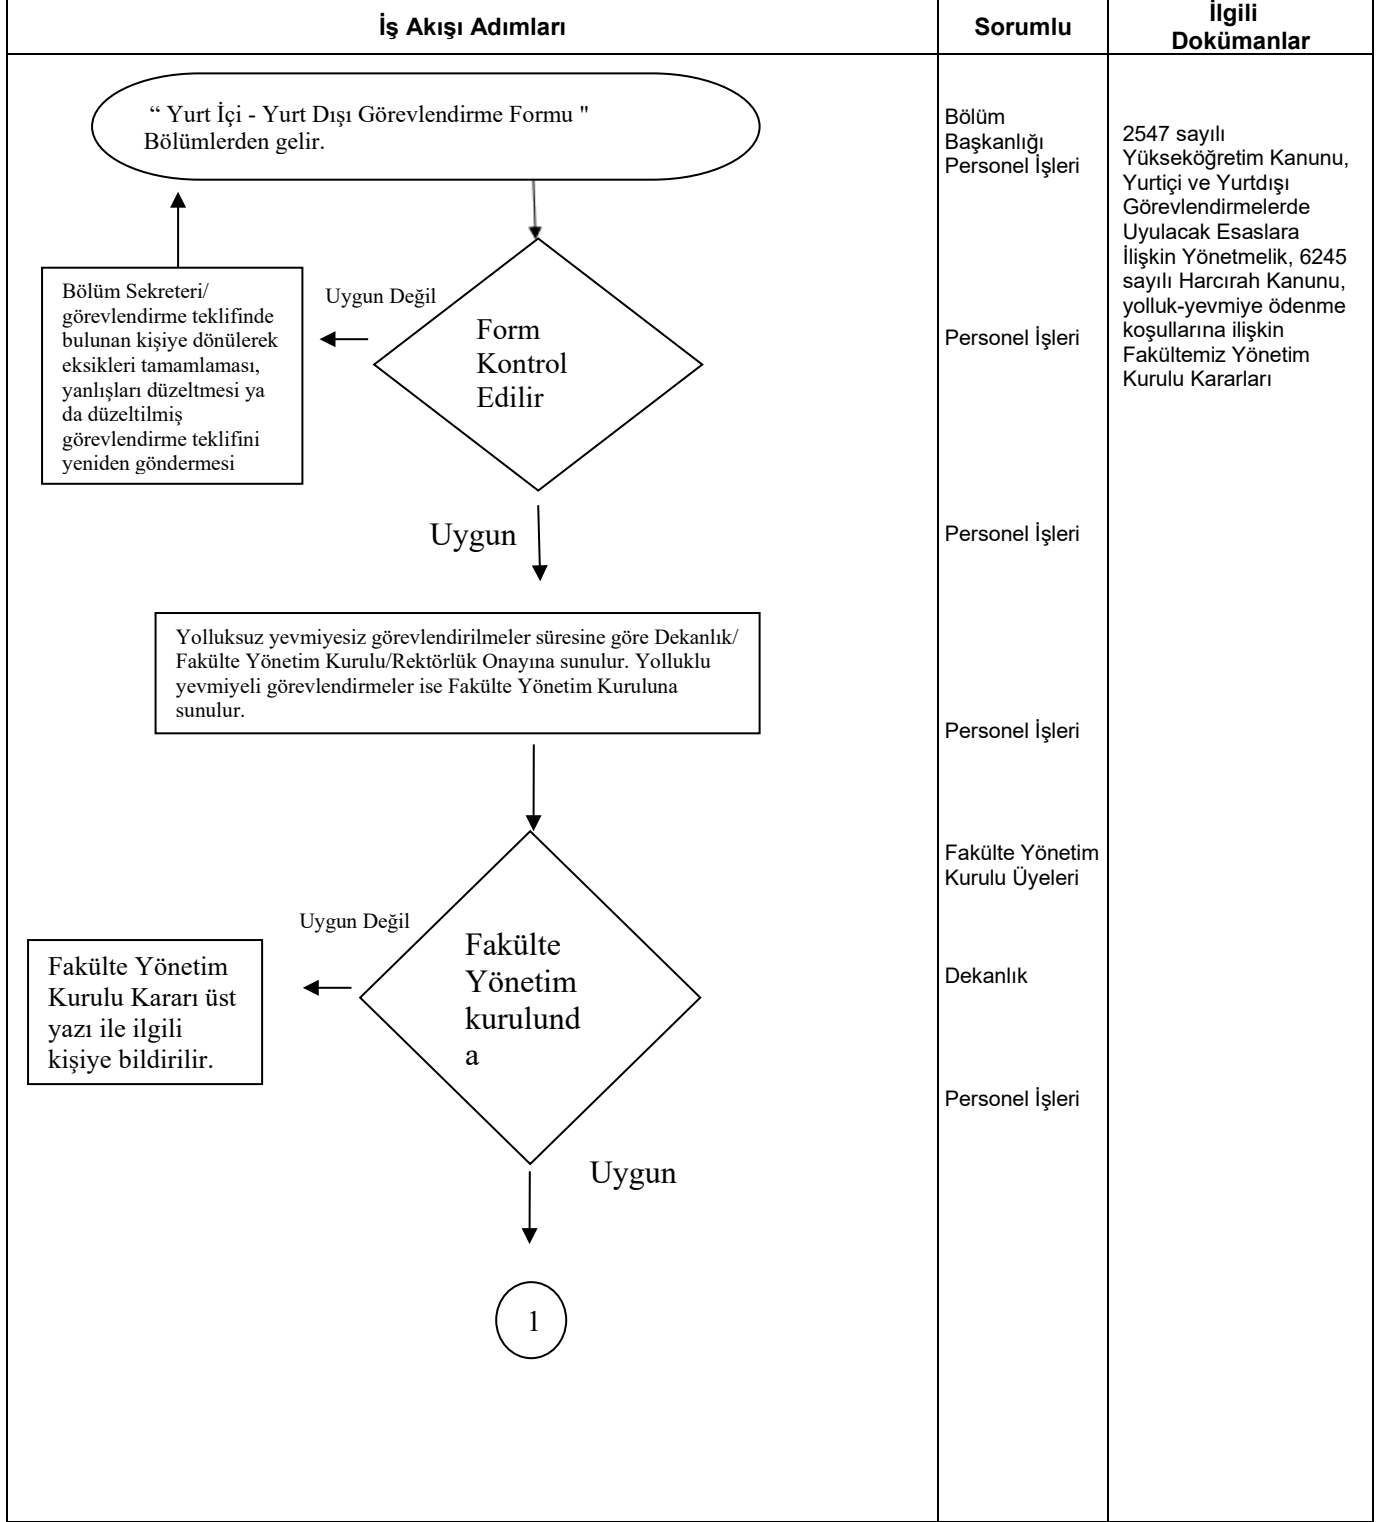 İş Akışı Adımları
Sorumlu
İlgili
Dokümanlar
“ Yurt İçi - Yurt Dışı Görevlendirme Formu "
Bölümlerden gelir.
Bölüm Sekreteri/
görevlendirme teklifinde
bulunan kişiye dönülerek
eksikleri tamamlaması,
yanlışları düzeltmesi ya
da düzeltilmiş
görevlendirme teklifini
yeniden göndermesi
Uygun Değil
Form
Kontrol
Edilir
Uygun
Yolluksuz yevmiyesiz görevlendirilmeler süresine göre Dekanlık/
Fakülte Yönetim Kurulu/Rektörlük Onayına sunulur. Yolluklu
yevmiyeli görevlendirmeler ise Fakülte Yönetim Kuruluna
sunulur.
Uygun Değil
Fakülte Yönetim
Kurulu Kararı üst
yazı ile ilgili
kişiye bildirilir.
Fakülte
Yönetim
kurulund
a
Uygun
1
Bölüm
Başkanlığı
Personel İşleri
Personel İşleri
Personel İşleri
Personel İşleri
Fakülte Yönetim
Kurulu Üyeleri
Dekanlık
Personel İşleri
2547 sayılı
Yükseköğretim Kanunu,
Yurtiçi ve Yurtdışı
Görevlendirmelerde
Uyulacak Esaslara
İlişkin Yönetmelik, 6245
sayılı Harcırah Kanunu,
yolluk-yevmiye ödenme
koşullarına ilişkin
Fakültemiz Yönetim
Kurulu Kararları